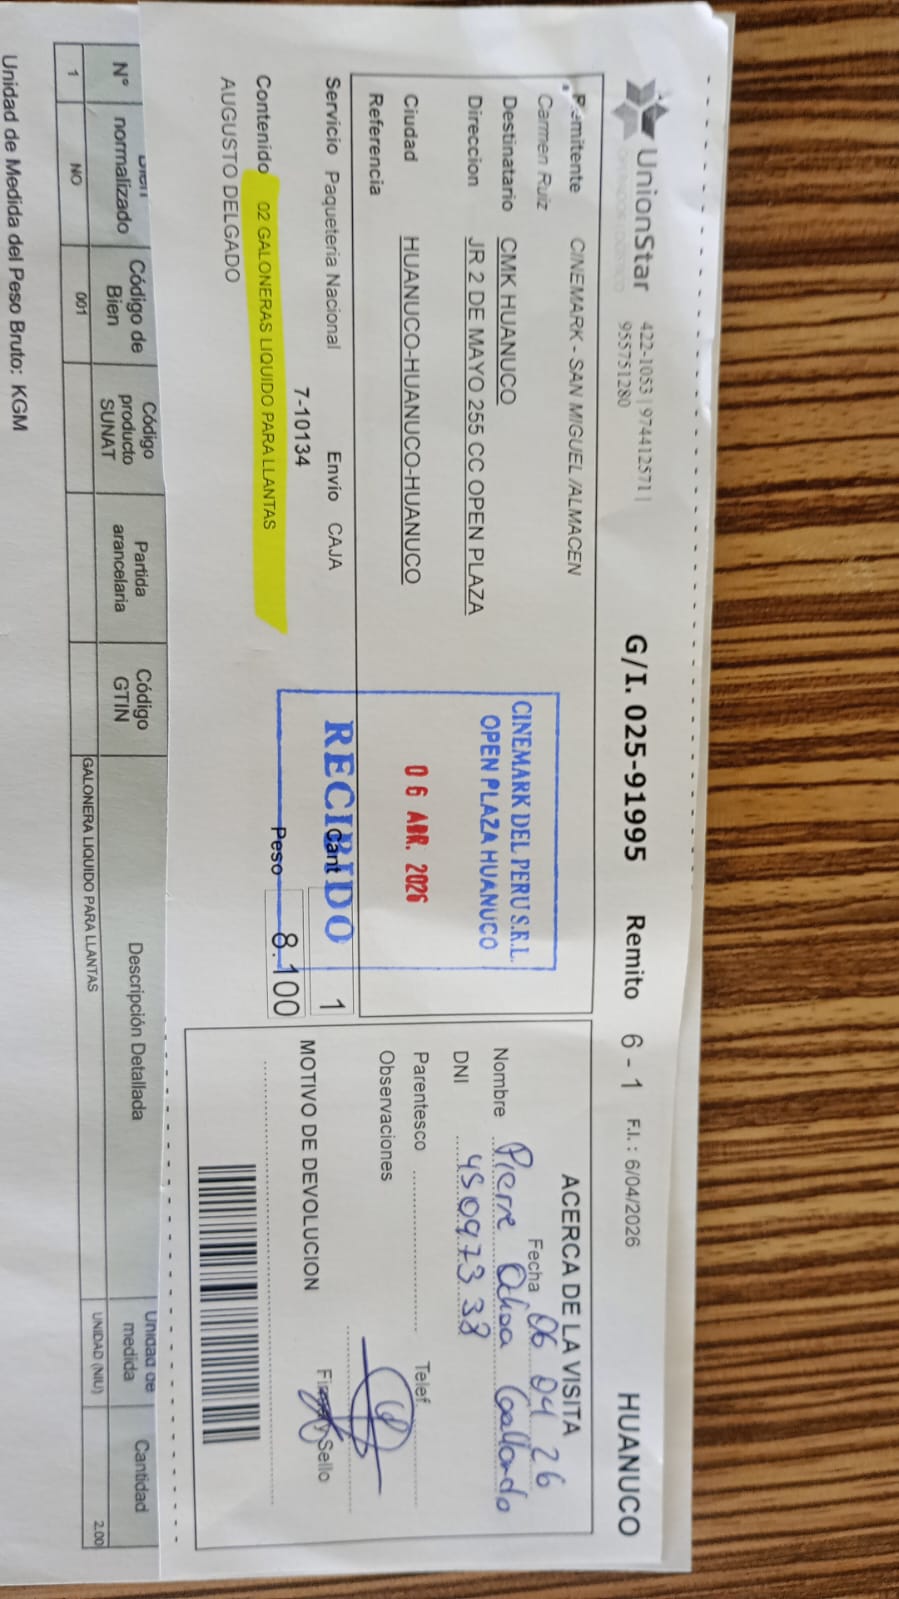 UnionStar 422-1053 | 974412571 |
955751280
G/I. 025-91995 Remito 6 - 1 F.I.: 6/04/2026 HUANUCO
Remitente CINEMARK - SAN MIGUEL /ALMACEN
Carmen Ruiz
Destinatario CMK HUANUCO
Direccion JR 2 DE MAYO 255 CC OPEN PLAZA
Ciudad HUANUCO-HUANUCO-HUANUCO
Referencia
Servicio Paqueteria Nacional Envio CAJA
7-10134
Contenido 02 GALONERAS LIQUIDO PARA LLANTAS
AUGUSTO DELGADO
Cant 1
Peso 8.100
CINEMARK DEL PERU S.R.L.
OPEN PLAZA HUANUCO
06 ABR. 2026
RECIBIDO
ACERCA DE LA VISITA
Fecha 06 04 26
Nombre Pierre Ochoa Gallardo
DNI 45097338
Parentesco Telef
Observaciones
MOTIVO DE DEVOLUCION
Firma y Sello
N° Bien normalizado Código de Bien Código producto SUNAT Partida arancelaria Código GTIN Descripción Detallada Unidad de medida Cantidad
1 NO 001 GALONERA LIQUIDO PARA LLANTAS UNIDAD (NIU) 2.00
Unidad de Medida del Peso Bruto: KGM